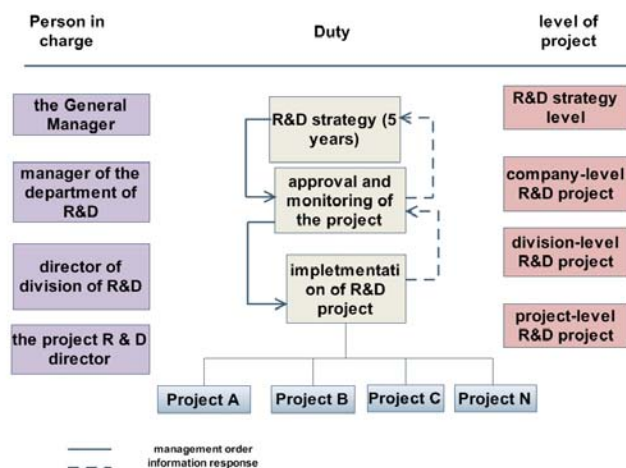 Person in
charge
Duty
level of
project
the General
Manager
R&D strategy (5
years)
R&D strategy
level
manager of the
department of
R&D
approval and
monitoring of
the project
company-level
R&D project
director of
division of R&D
impletmentati
on of R&D
project
division-level
R&D project
the project R & D
director
project-level
R&D project
Project A
Project B
Project C
Project N
management order
information response